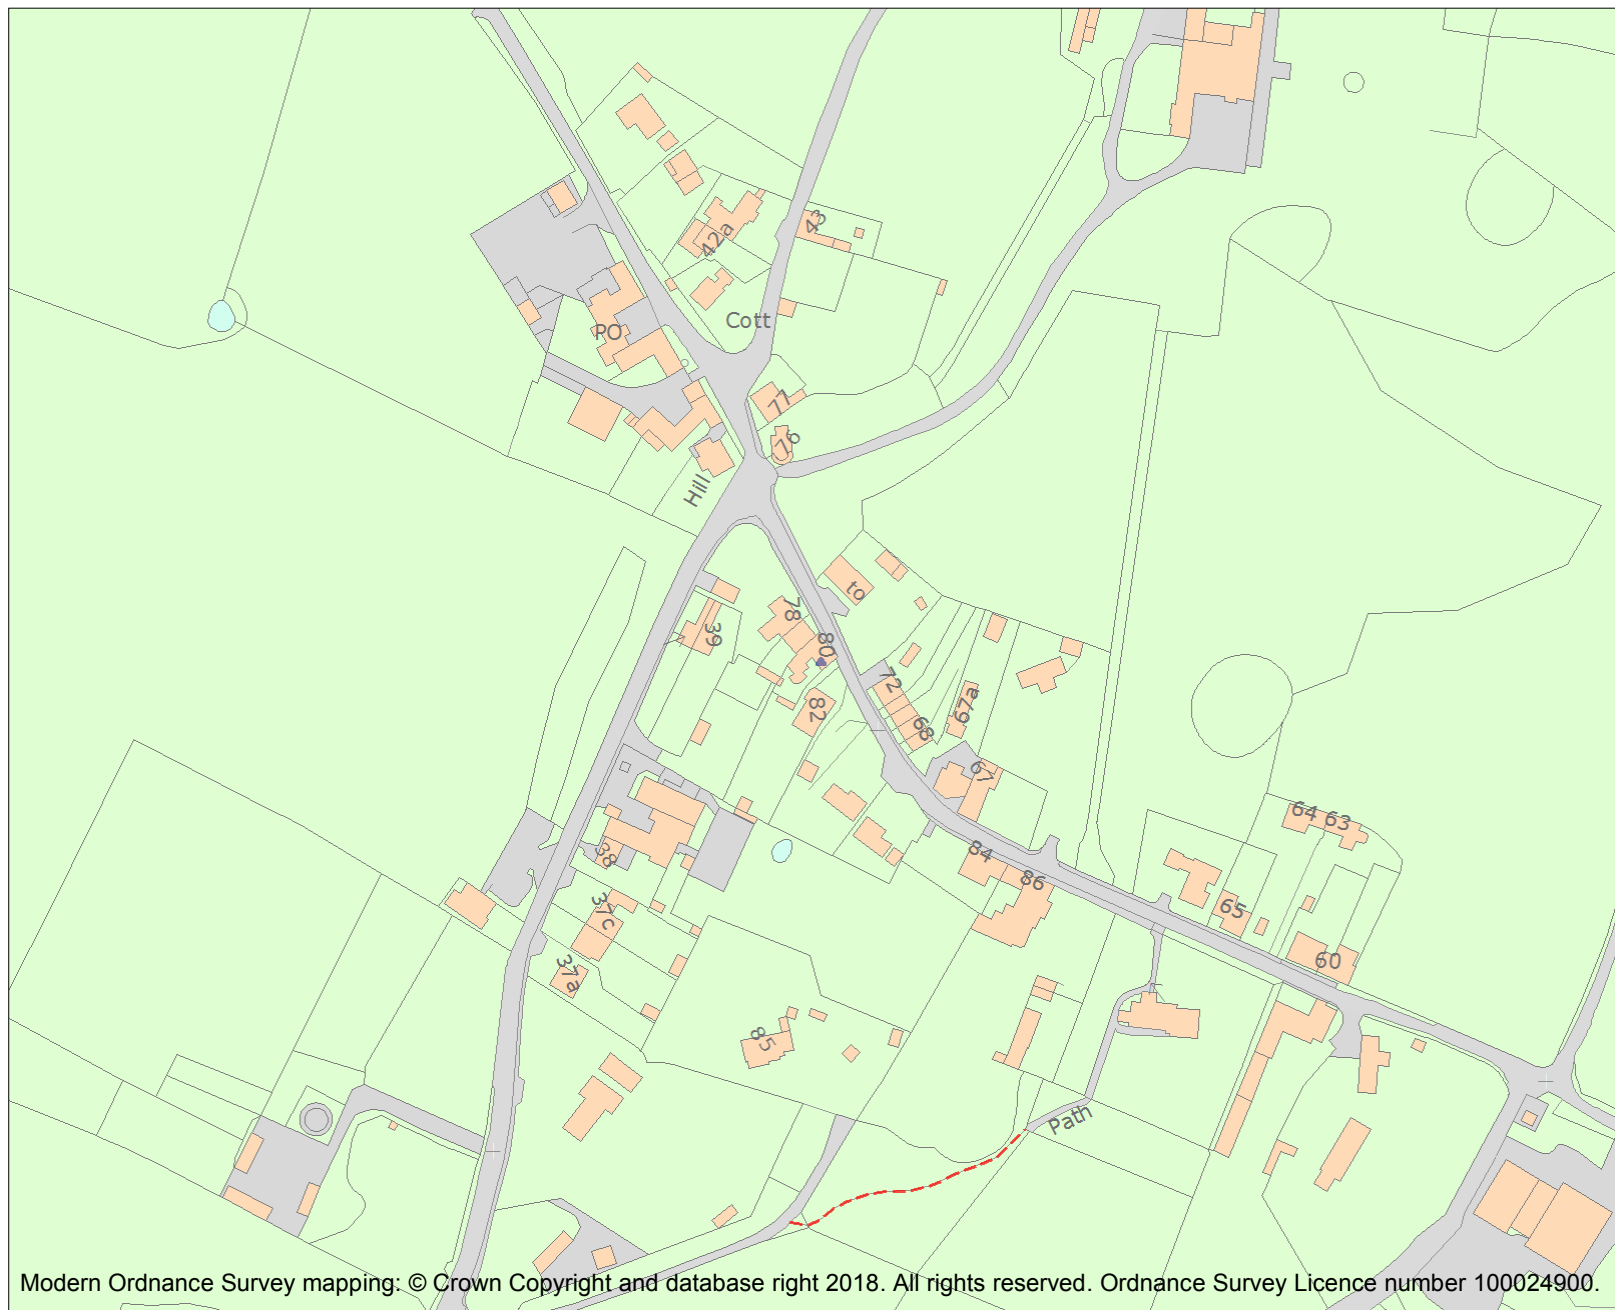 43
42a
Cott
PO
77
76
Hill
to
78
39
80
72
82
67a
68
67
64 63
38
84
86
37c
65
37a
60
85
Path
Modern Ordnance Survey mapping: © Crown Copyright and database right 2018. All rights reserved. Ordnance Survey Licence number 100024900.